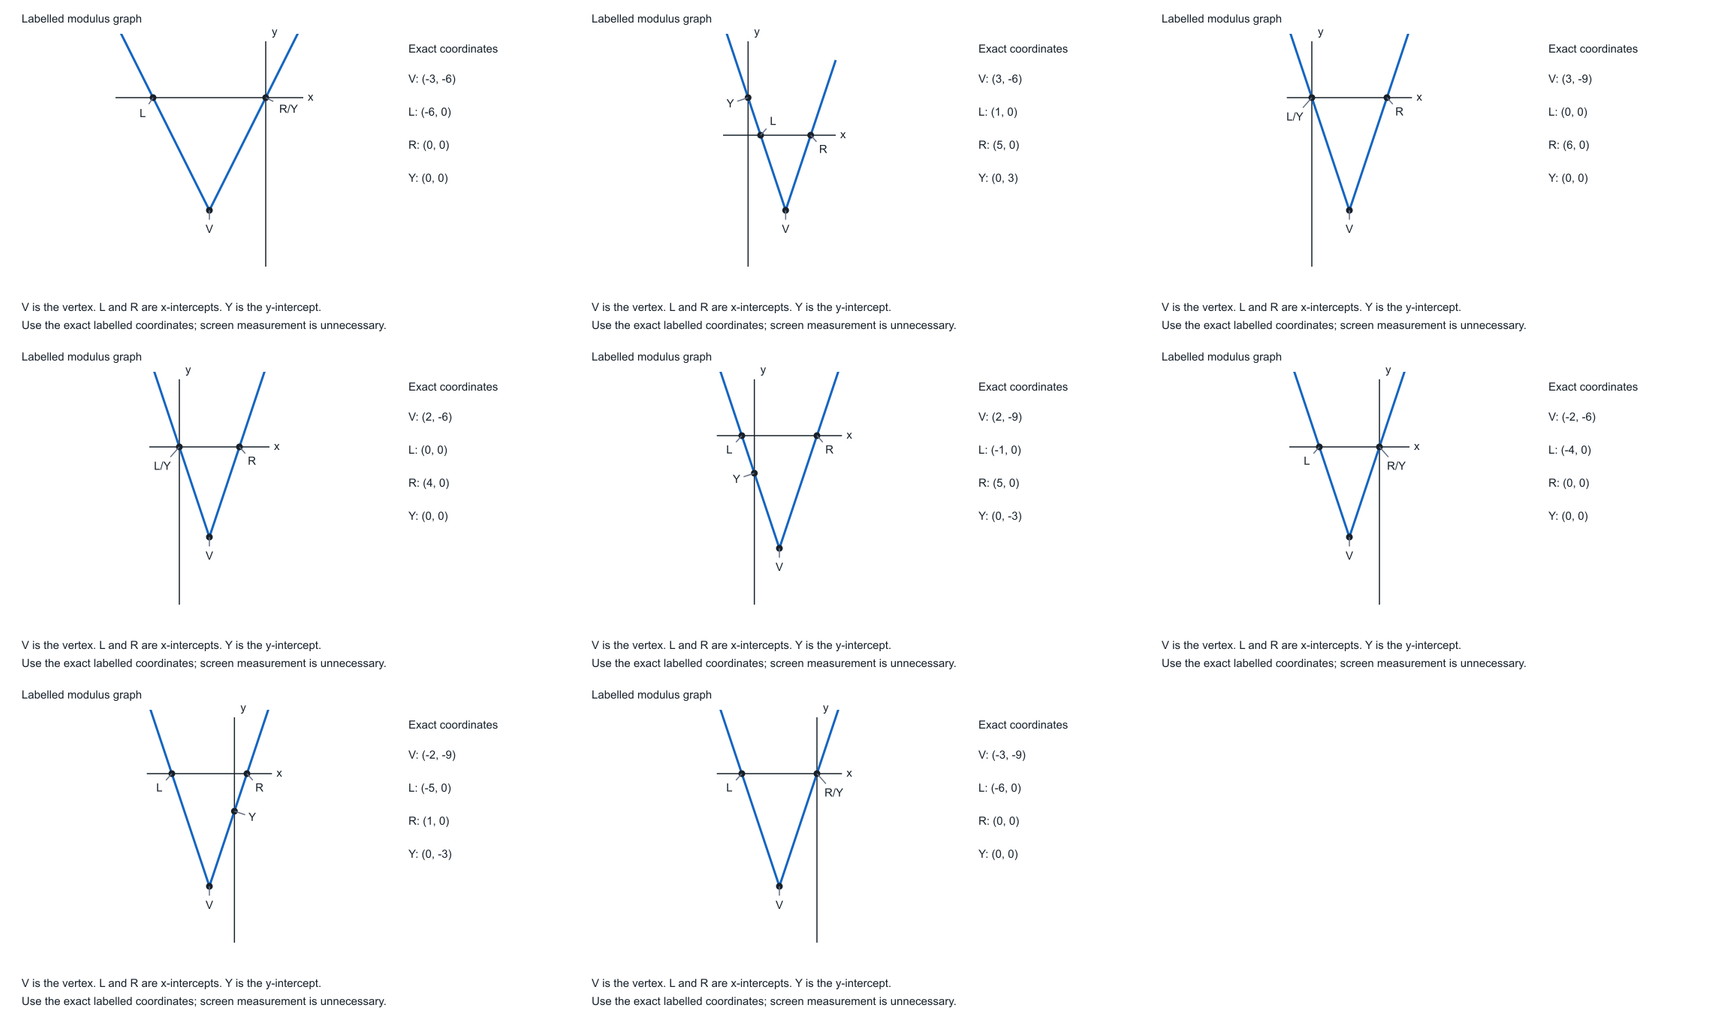 Labelled modulus graph
y
x
L
R/Y
V
Exact coordinates
V: (-3, -6)
L: (-6, 0)
R: (0, 0)
Y: (0, 0)
V is the vertex. L and R are x-intercepts. Y is the y-intercept.
Use the exact labelled coordinates; screen measurement is unnecessary.
Labelled modulus graph
y
Y
L
x
R
V
Exact coordinates
V: (3, -6)
L: (1, 0)
R: (5, 0)
Y: (0, 3)
V is the vertex. L and R are x-intercepts. Y is the y-intercept.
Use the exact labelled coordinates; screen measurement is unnecessary.
Labelled modulus graph
y
x
L/Y
R
V
Exact coordinates
V: (3, -9)
L: (0, 0)
R: (6, 0)
Y: (0, 0)
V is the vertex. L and R are x-intercepts. Y is the y-intercept.
Use the exact labelled coordinates; screen measurement is unnecessary.
Labelled modulus graph
y
x
L/Y
R
V
Exact coordinates
V: (2, -6)
L: (0, 0)
R: (4, 0)
Y: (0, 0)
V is the vertex. L and R are x-intercepts. Y is the y-intercept.
Use the exact labelled coordinates; screen measurement is unnecessary.
Labelled modulus graph
y
x
L
R
Y
V
Exact coordinates
V: (2, -9)
L: (-1, 0)
R: (5, 0)
Y: (0, -3)
V is the vertex. L and R are x-intercepts. Y is the y-intercept.
Use the exact labelled coordinates; screen measurement is unnecessary.
Labelled modulus graph
y
x
L
R/Y
V
Exact coordinates
V: (-2, -6)
L: (-4, 0)
R: (0, 0)
Y: (0, 0)
V is the vertex. L and R are x-intercepts. Y is the y-intercept.
Use the exact labelled coordinates; screen measurement is unnecessary.
Labelled modulus graph
y
x
L
R
Y
V
Exact coordinates
V: (-2, -9)
L: (-5, 0)
R: (1, 0)
Y: (0, -3)
V is the vertex. L and R are x-intercepts. Y is the y-intercept.
Use the exact labelled coordinates; screen measurement is unnecessary.
Labelled modulus graph
y
x
L
R/Y
V
Exact coordinates
V: (-3, -9)
L: (-6, 0)
R: (0, 0)
Y: (0, 0)
V is the vertex. L and R are x-intercepts. Y is the y-intercept.
Use the exact labelled coordinates; screen measurement is unnecessary.